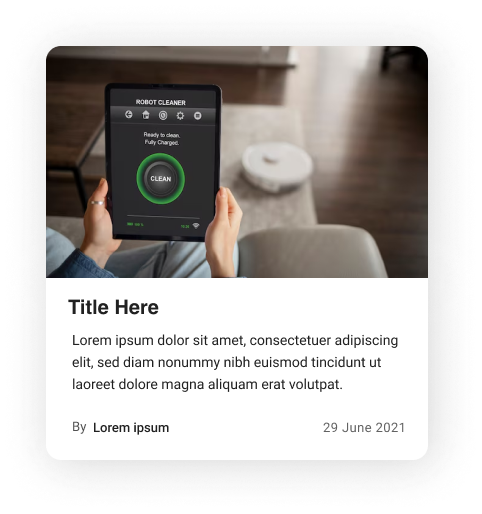 ROBOT CLEANER
Ready to clean.
Fully Charged.
CLEAN
Title Here
Lorem ipsum dolor sit amet, consectetuer adipiscing
elit, sed diam nonummy nibh euismod tincidunt ut
laoreet dolore magna aliquam erat volutpat.
By Lorem ipsum
29 June 2021